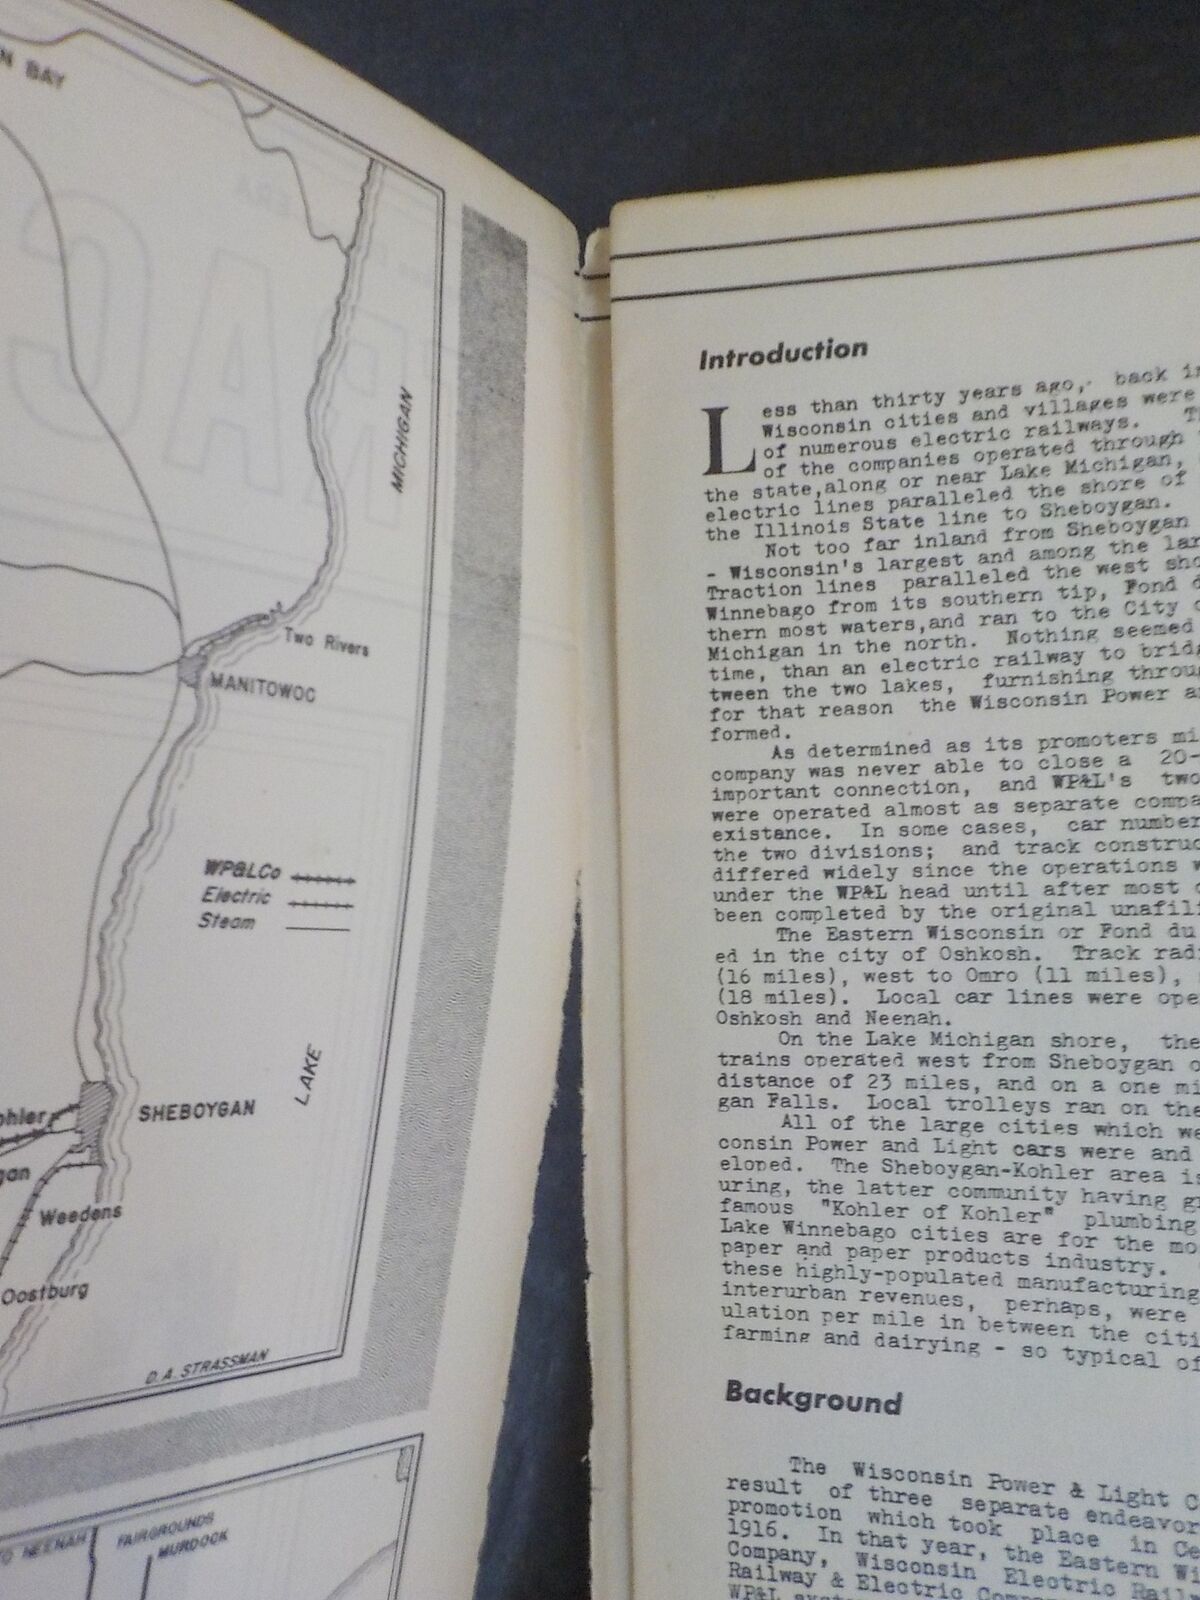 N BAY
MICHIGAN
Two Rivers
MANITOWOC
WP&LCo
Electric
Steam
LAKE
SHEBOYGAN
ohler
gan
Weedens
Oostburg
D.A. STRASSMAN
TO NEENAH
FAIRGROUNDS
MURDOCK
Introduction
Less than thirty years ago, back in
Wisconsin cities and villages were
of numerous electric railways. T
of the companies operated through
the state,along or near Lake Michigan,
electric lines paralleled the shore of
the Illinois State line to Sheboygan.
Not too far inland from Sheboygan
- Wisconsin's largest and among the lar
Traction lines paralleled the west sho
Winnebago from its southern tip, Fond d
thern most waters,and ran to the City o
Michigan in the north. Nothing seemed
time, than an electric railway to bridg
tween the two lakes, furnishing throug
for that reason the Wisconsin Power a
formed.
As determined as its promoters mi
company was never able to close a 20-
important connection, and WP&L's two
were operated almost as separate compa
existance. In some cases, car number
the two divisions; and track construc
differed widely since the operations w
under the WP&L head until after most o
been completed by the original unafili
The Eastern Wisconsin or Fond du
ed in the city of Oshkosh. Track radi
(16 miles), west to Omro (11 miles),
(18 miles). Local car lines were ope
Oshkosh and Neenah.
On the Lake Michigan shore, the
trains operated west from Sheboygan o
distance of 23 miles, and on a one mi
gan Falls. Local trolleys ran on the
All of the large cities which we
consin Power and Light cars were and
eloped. The Sheboygan-Kohler area is
uring, the latter community having g
famous "Kohler of Kohler" plumbing
Lake Winnebago cities are for the mo
paper and paper products industry.
these highly-populated manufacturing
interurban revenues, perhaps, were
ulation per mile in between the citi
farming and dairying - so typical of
Background
The Wisconsin Power & Light C
result of three separate endeavor
promotion which took place in Ce
1916. In that year, the Eastern Wi
Company, Wisconsin Electric Rail
Railway & Electric Com
WP&L